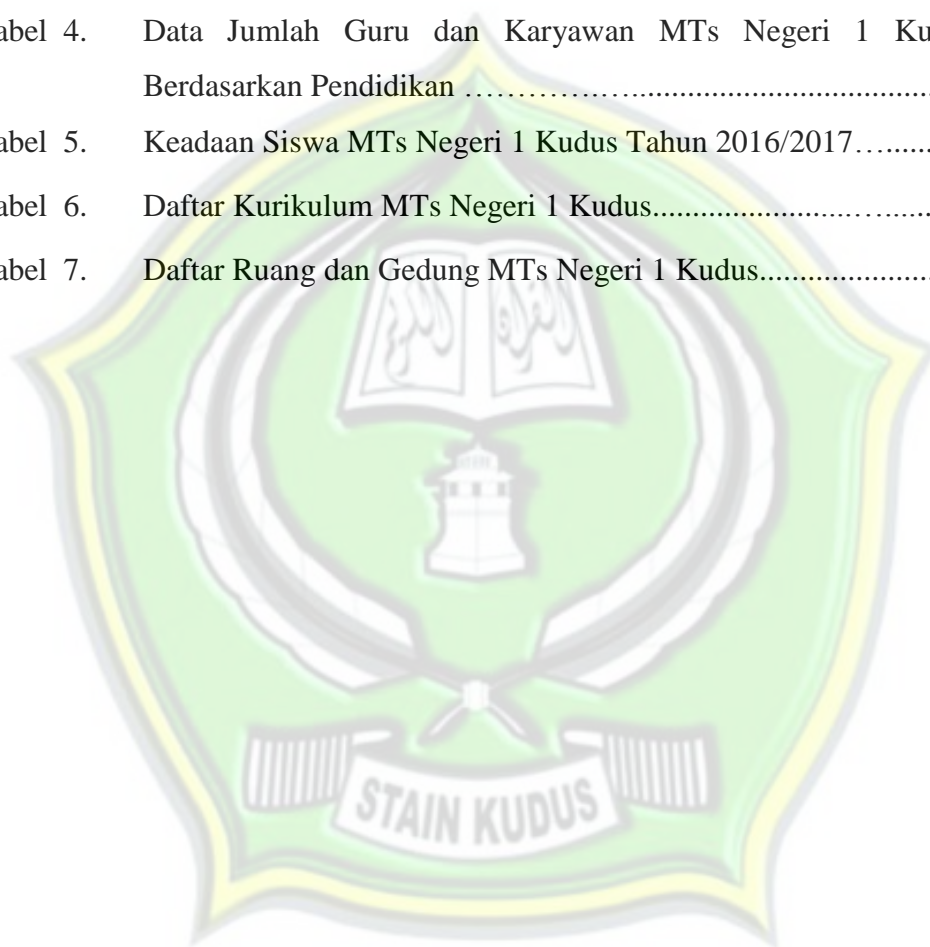 abel 4. Data Jumlah Guru dan Karyawan MTs Negeri 1 Ku
Berdasarkan Pendidikan …………….…...................................
abel 5. Keadaan Siswa MTs Negeri 1 Kudus Tahun 2016/2017….......
abel 6. Daftar Kurikulum MTs Negeri 1 Kudus.......................…......
abel 7. Daftar Ruang dan Gedung MTs Negeri 1 Kudus.....................
STAIN KUDUS